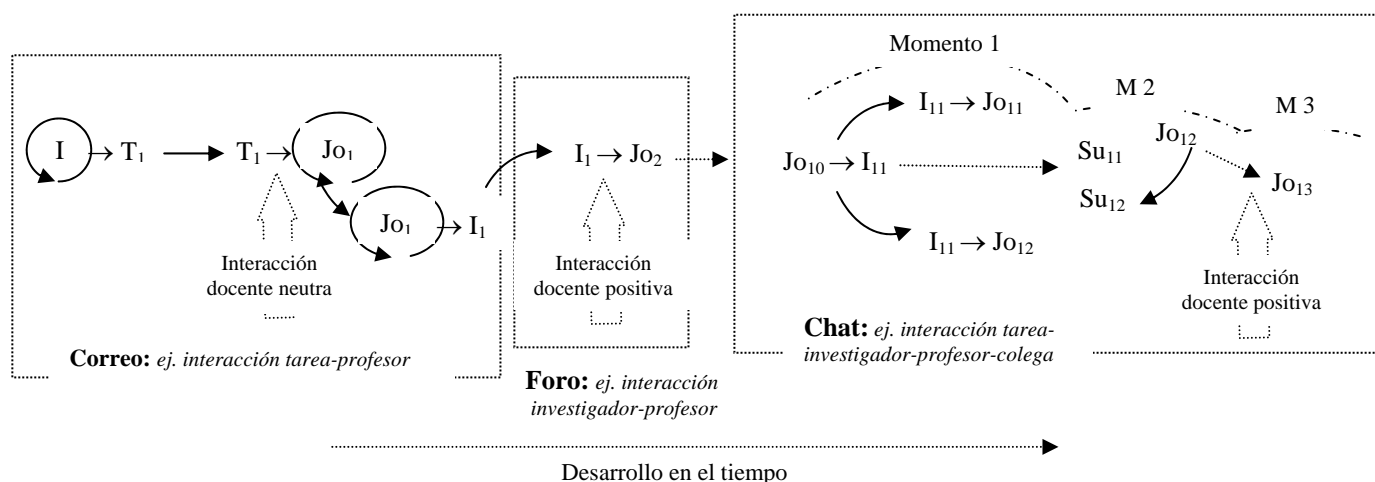 Momento 1
M 2
M 3
I → T₁
T₁ → Jo₁
Jo₁ → I₁
I₁ → Jo₂
I₁₁ → Jo₁₁
Jo₁₀ → I₁₁
I₁₁ → Jo₁₂
Su₁₁
Su₁₂
Jo₁₂
Jo₁₃
Interacción
docente neutra
Interacción
docente positiva
Interacción
docente positiva
Correo: ej. interacción tarea-profesor
Foro: ej. interacción
investigador-profesor
Chat: ej. interacción tarea-
investigador-profesor-colega
Desarrollo en el tiempo